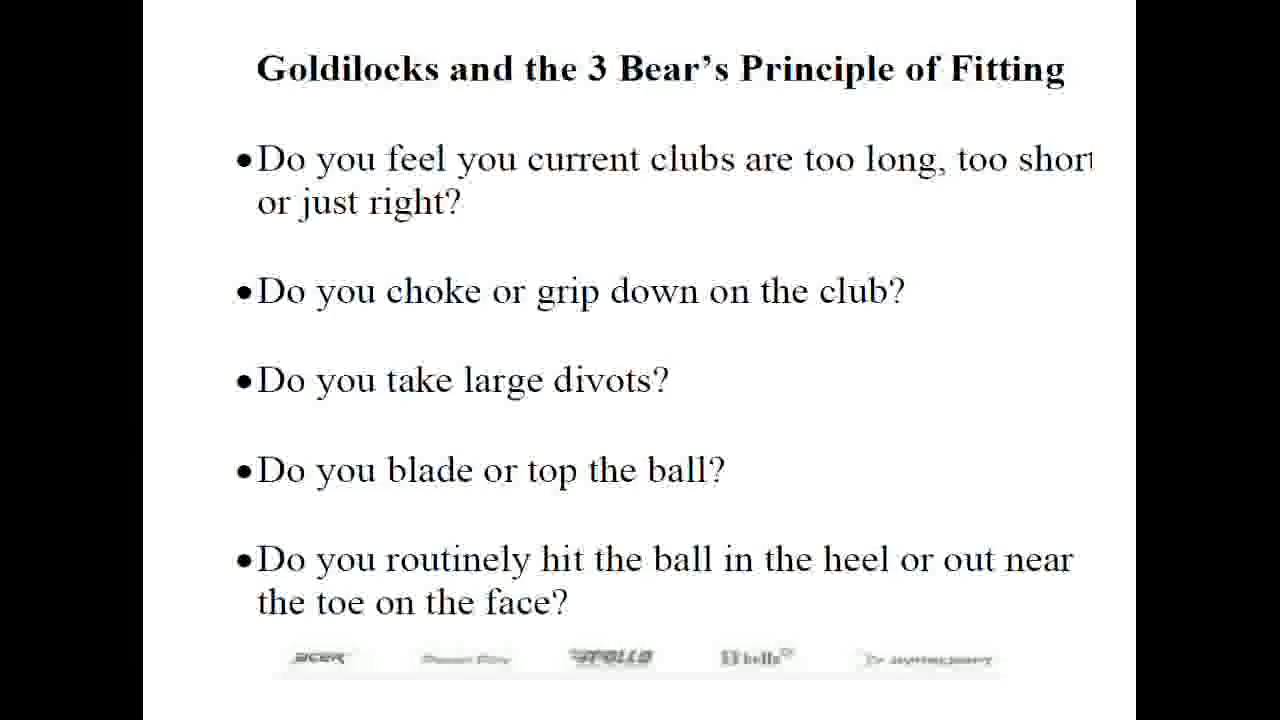 Goldilocks and the 3 Bear’s Principle of Fitting
•Do you feel you current clubs are too long, too short
or just right?
•Do you choke or grip down on the club?
•Do you take large divots?
•Do you blade or top the ball?
•Do you routinely hit the ball in the heel or out near
the toe on the face?
ACER APOLLO